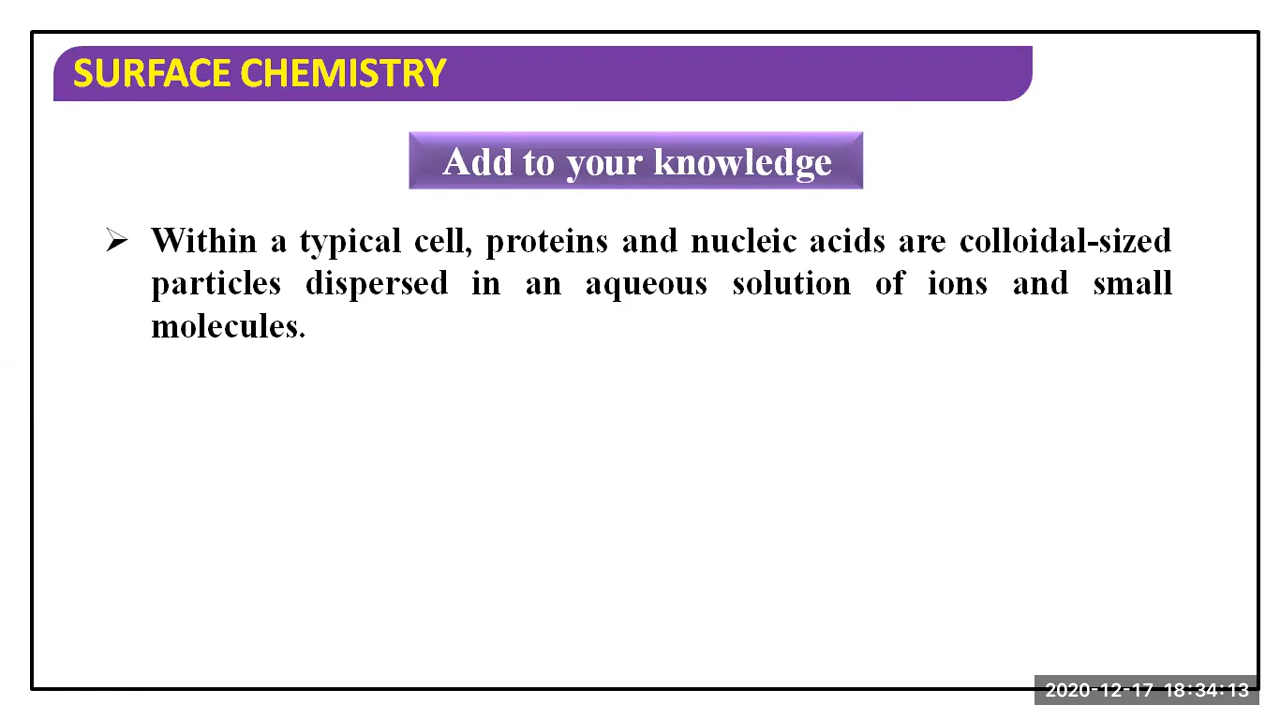 SURFACE CHEMISTRY
Add to your knowledge
➢ Within a typical cell, proteins and nucleic acids are colloidal-sized
particles dispersed in an aqueous solution of ions and small
molecules.
2020-12-17 18:34:13